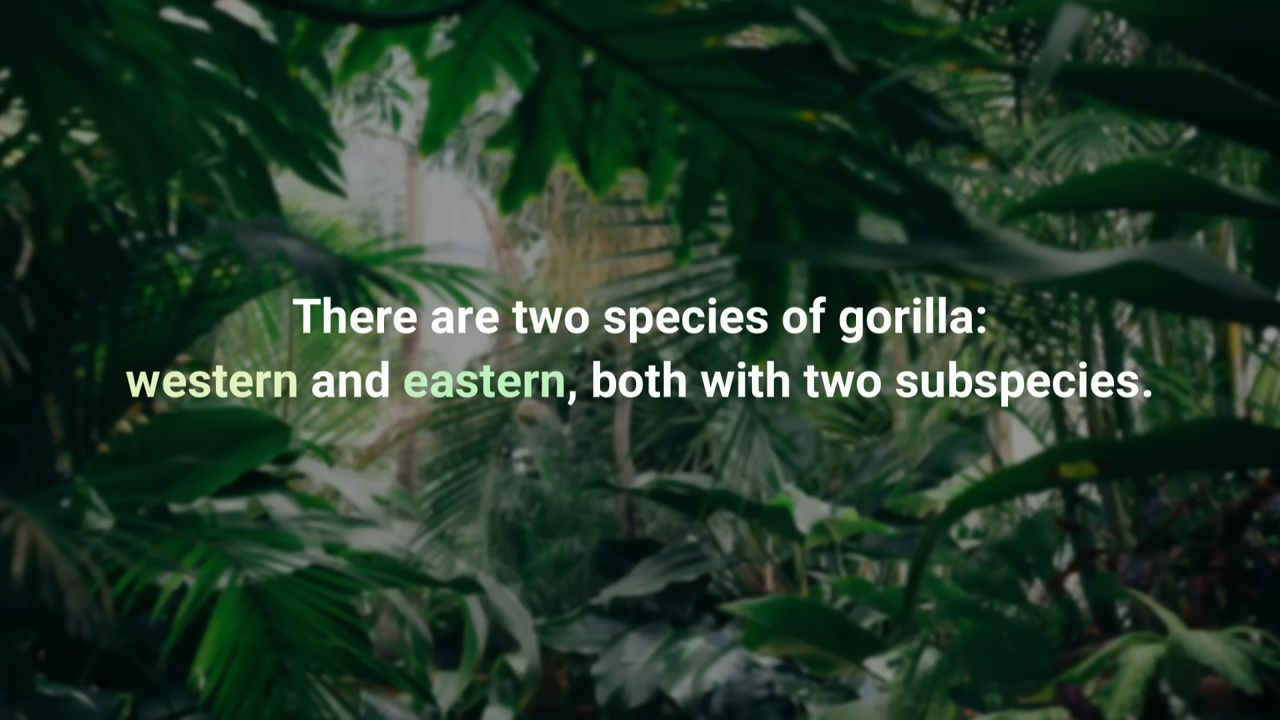 There are two species of gorilla:
western and eastern, both with two subspecies.